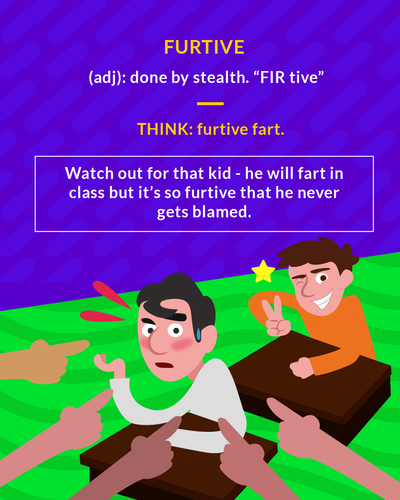 FURTIVE
(adj): done by stealth. “FIR tive”
THINK: furtive fart.
Watch out for that kid - he will fart in
class but it’s so furtive that he never
gets blamed.